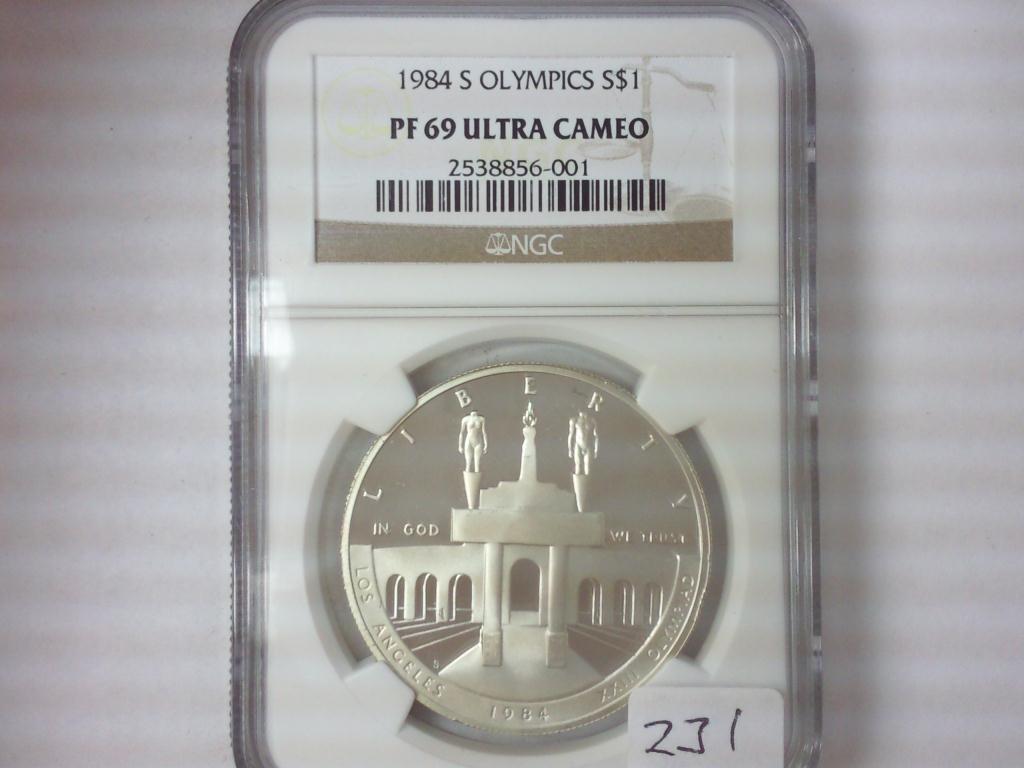 1984 S OLYMPICS S$1
PF 69 ULTRA CAMEO
2538856-001
NGC
LIBERTY
IN GOD WE TRUST
LOS ANGELES
S
1984
XXIII OLYMPIAD
231